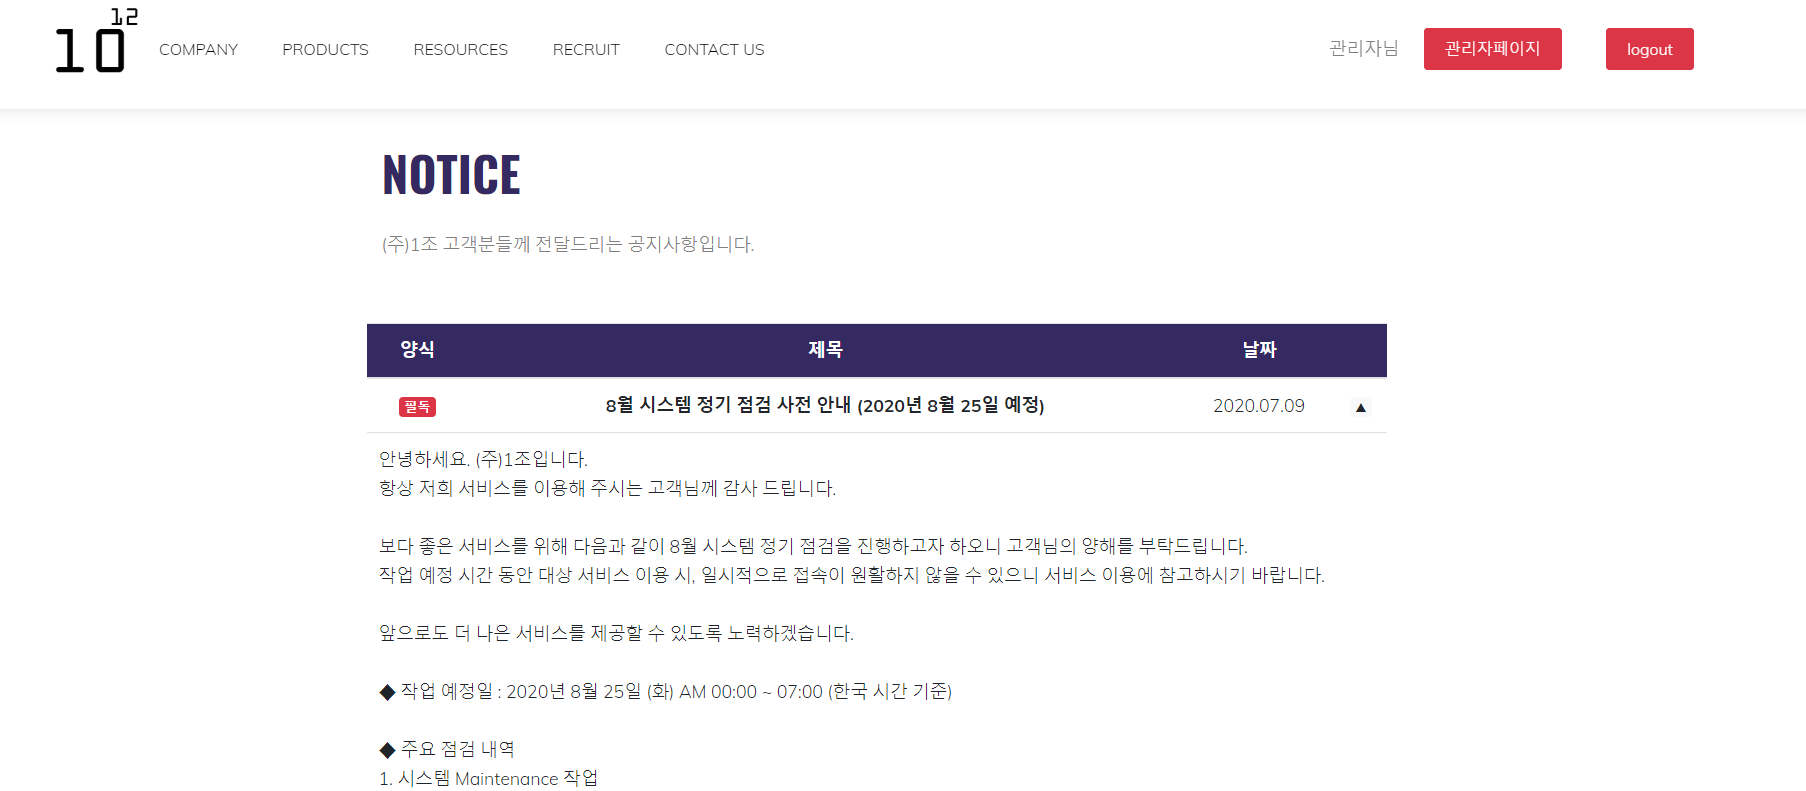 10 12
COMPANY PRODUCTS RESOURCES RECRUIT CONTACT US 관리자님 관리자페이지 logout
NOTICE
(주)1조 고객분들께 전달드리는 공지사항입니다.
양식 제목 날짜
필독 8월 시스템 정기 점검 사전 안내 (2020년 8월 25일 예정) 2020.07.09 ▲
안녕하세요. (주)1조입니다.
항상 저희 서비스를 이용해 주시는 고객님께 감사 드립니다.
보다 좋은 서비스를 위해 다음과 같이 8월 시스템 정기 점검을 진행하고자 하오니 고객님의 양해를 부탁드립니다.
작업 예정 시간 동안 대상 서비스 이용 시, 일시적으로 접속이 원활하지 않을 수 있으니 서비스 이용에 참고하시기 바랍니다.
앞으로도 더 나은 서비스를 제공할 수 있도록 노력하겠습니다.
◆ 작업 예정일 : 2020년 8월 25일 (화) AM 00:00 ~ 07:00 (한국 시간 기준)
◆ 주요 점검 내역
1. 시스템 Maintenance 작업